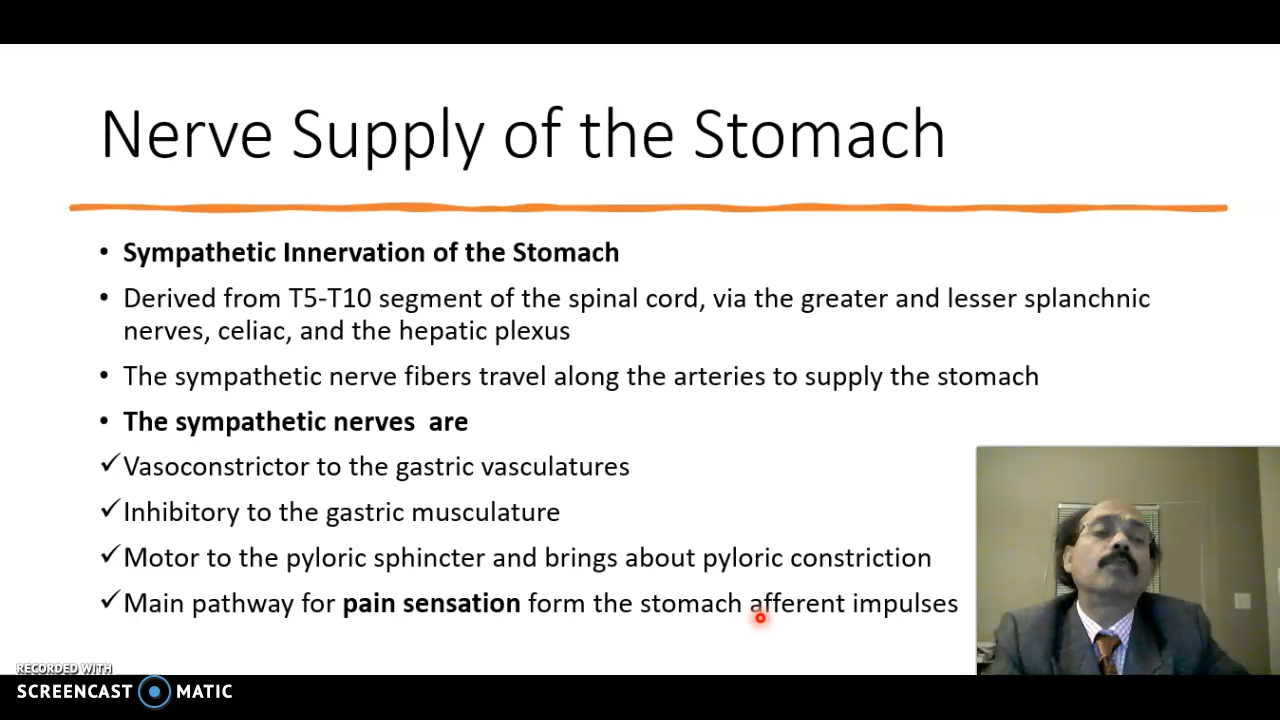 Nerve Supply of the Stomach
• Sympathetic Innervation of the Stomach
• Derived from T5-T10 segment of the spinal cord, via the greater and lesser splanchnic
nerves, celiac, and the hepatic plexus
• The sympathetic nerve fibers travel along the arteries to supply the stomach
• The sympathetic nerves  are
✓Vasoconstrictor to the gastric vasculatures
✓Inhibitory to the gastric musculature
✓Motor to the pyloric sphincter and brings about pyloric constriction
✓Main pathway for pain sensation form the stomach afferent impulses
RECORDED WITH
SCREENCAST MATIC